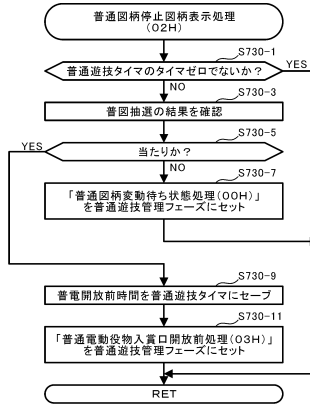 普通図柄停止図柄表示処理
(02H)
S730-1
普通遊技タイマのタイマゼロでないか?
YES
NO
S730-3
普図抽選の結果を確認
S730-5
YES
当たりか?
NO
S730-7
「普通図柄変動待ち状態処理(00H)」
を普通遊技管理フェーズにセット
S730-9
普電開放前時間を普通遊技タイマにセーブ
S730-11
「普通電動役物入賞口開放前処理(03H)」
を普通遊技管理フェーズにセット
RET